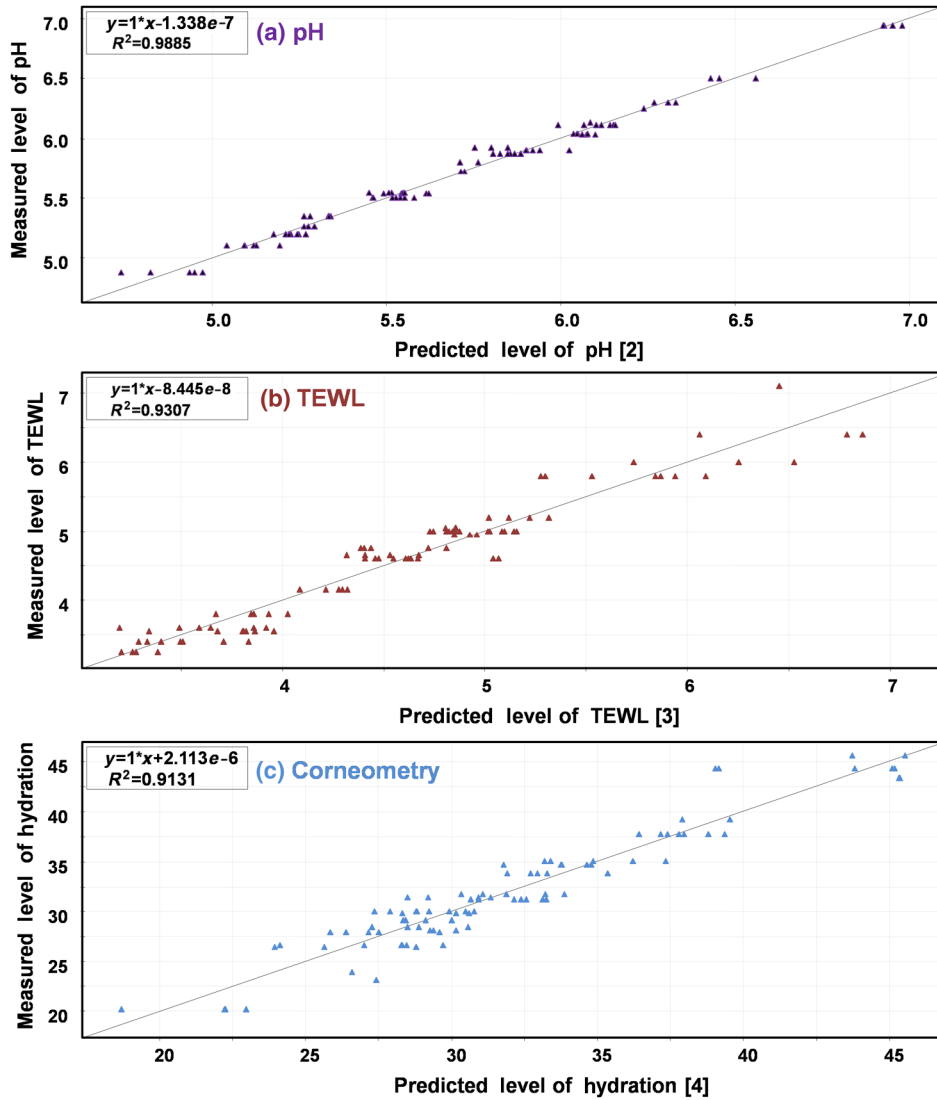 y=1*x-1.338e-7
R²=0.9885
(a) pH
Measured level of pH
7.0
6.5
6.0
5.5
5.0
5.0
5.5
6.0
6.5
7.0
Predicted level of pH [2]
y=1*x-8.445e-8
R²=0.9307
(b) TEWL
Measured level of TEWL
7
6
5
4
4
5
6
7
Predicted level of TEWL [3]
y=1*x+2.113e-6
R²=0.9131
(c) Corneometry
Measured level of hydration
45
40
35
30
25
20
20
25
30
35
40
45
Predicted level of hydration [4]